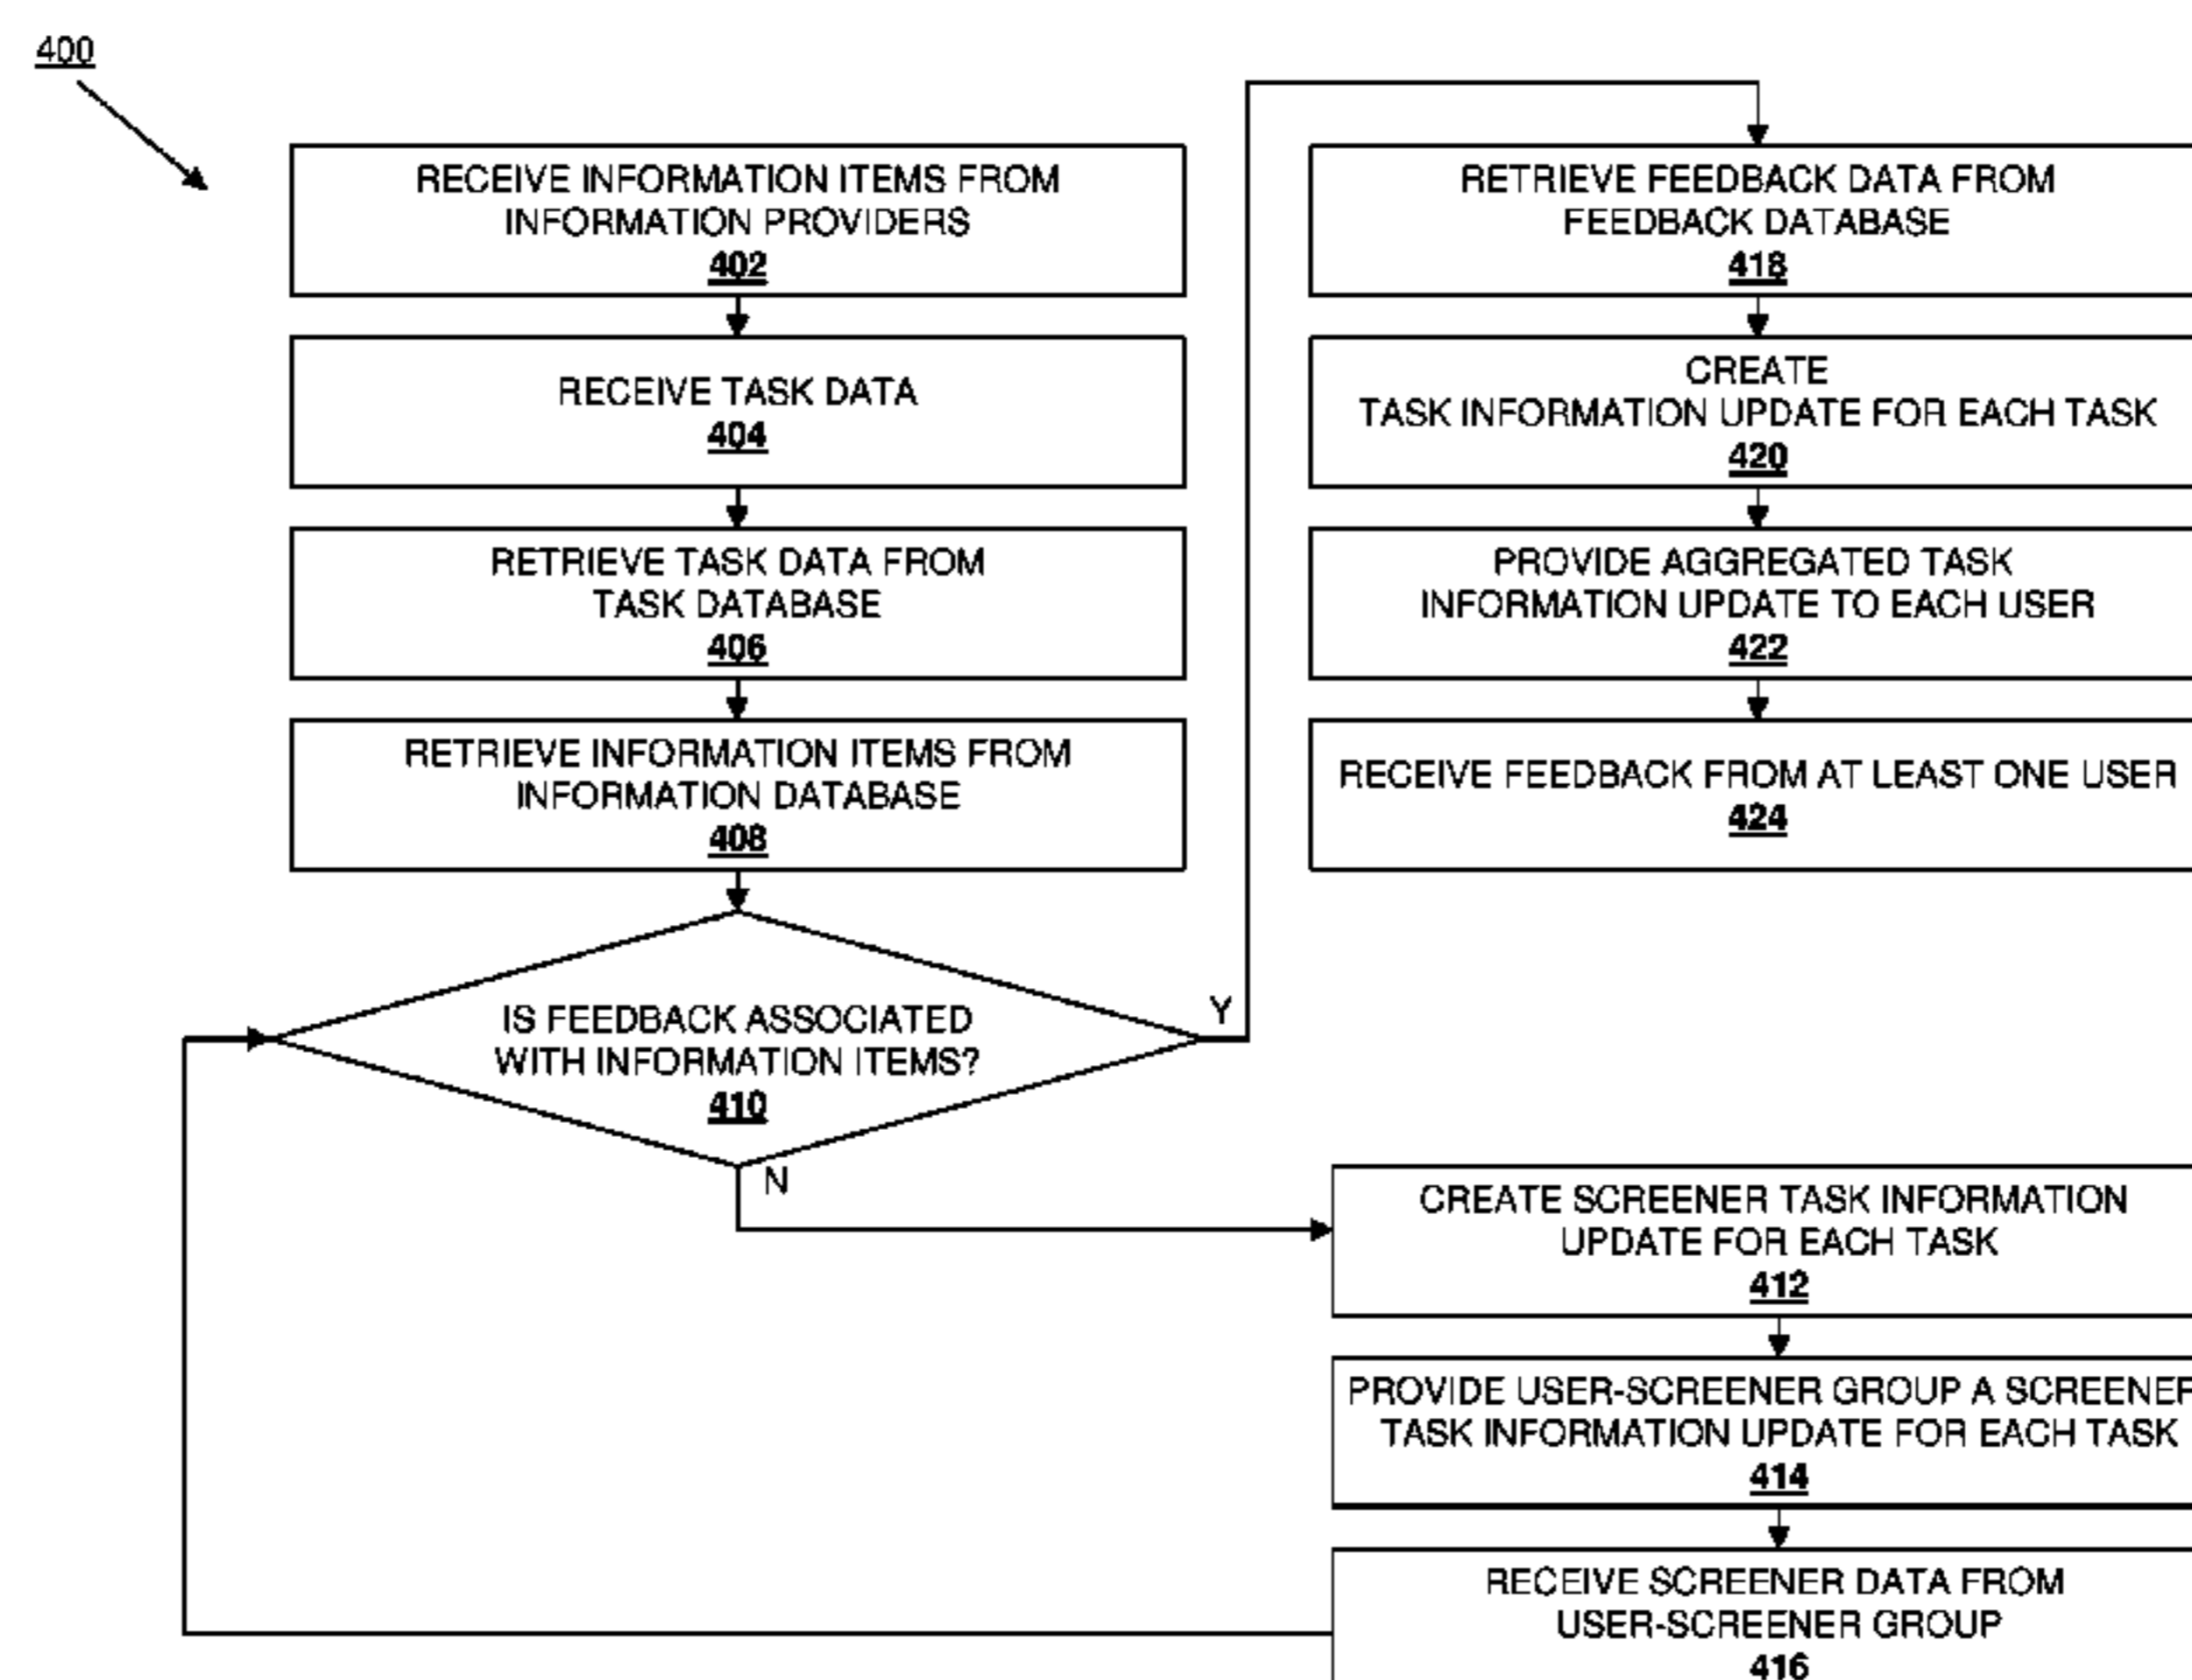 400
RECEIVE INFORMATION ITEMS FROM
INFORMATION PROVIDERS
402
RECEIVE TASK DATA
404
RETRIEVE TASK DATA FROM
TASK DATABASE
406
RETRIEVE INFORMATION ITEMS FROM
INFORMATION DATABASE
408
IS FEEDBACK ASSOCIATED
WITH INFORMATION ITEMS?
410
Y
N
RETRIEVE FEEDBACK DATA FROM
FEEDBACK DATABASE
418
CREATE
TASK INFORMATION UPDATE FOR EACH TASK
420
PROVIDE AGGREGATED TASK
INFORMATION UPDATE TO EACH USER
422
RECEIVE FEEDBACK FROM AT LEAST ONE USER
424
CREATE SCREENER TASK INFORMATION
UPDATE FOR EACH TASK
412
PROVIDE USER-SCREENER GROUP A SCREENER
TASK INFORMATION UPDATE FOR EACH TASK
414
RECEIVE SCREENER DATA FROM
USER-SCREENER GROUP
416